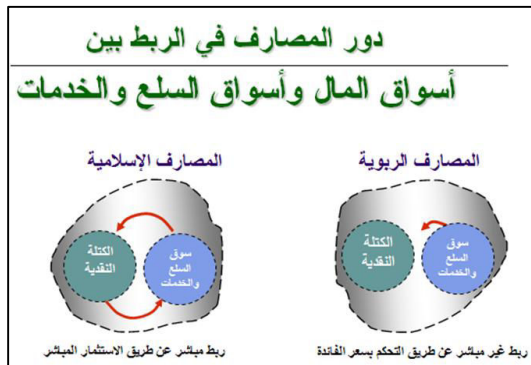 دور المصارف في الربط بين
أسواق المال وأسواق السلع والخدمات
المصارف الربوية
المصارف الإسلامية
الكتلة
النقدية
سوق
السلع
والخدمات
الكتلة
النقدية
سوق
السلع
والخدمات
ربط غير مباشر عن طريق التحكم بسعر الفائدة
ربط مباشر عن طريق الاستثمار المباشر